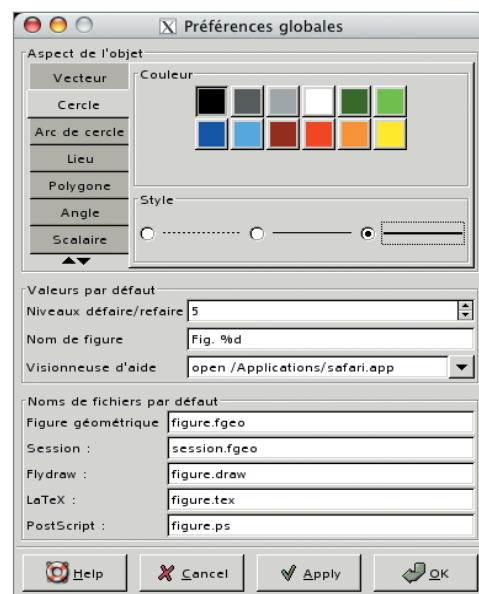 Préférences globales
Aspect de l'objet
Vecteur
Cercle
Arc de cercle
Lieu
Polygone
Angle
Scalaire
Couleur
Style
Valeurs par défaut
Niveaux défaire/refaire 5
Nom de figure Fig. %d
Visionneuse d'aide open /Applications/safari.app
Noms de fichiers par défaut
Figure géométrique figure.fgeo
Session : session.fgeo
Flydraw : figure.draw
LaTeX : figure.tex
PostScript : figure.ps
Help Cancel Apply OK